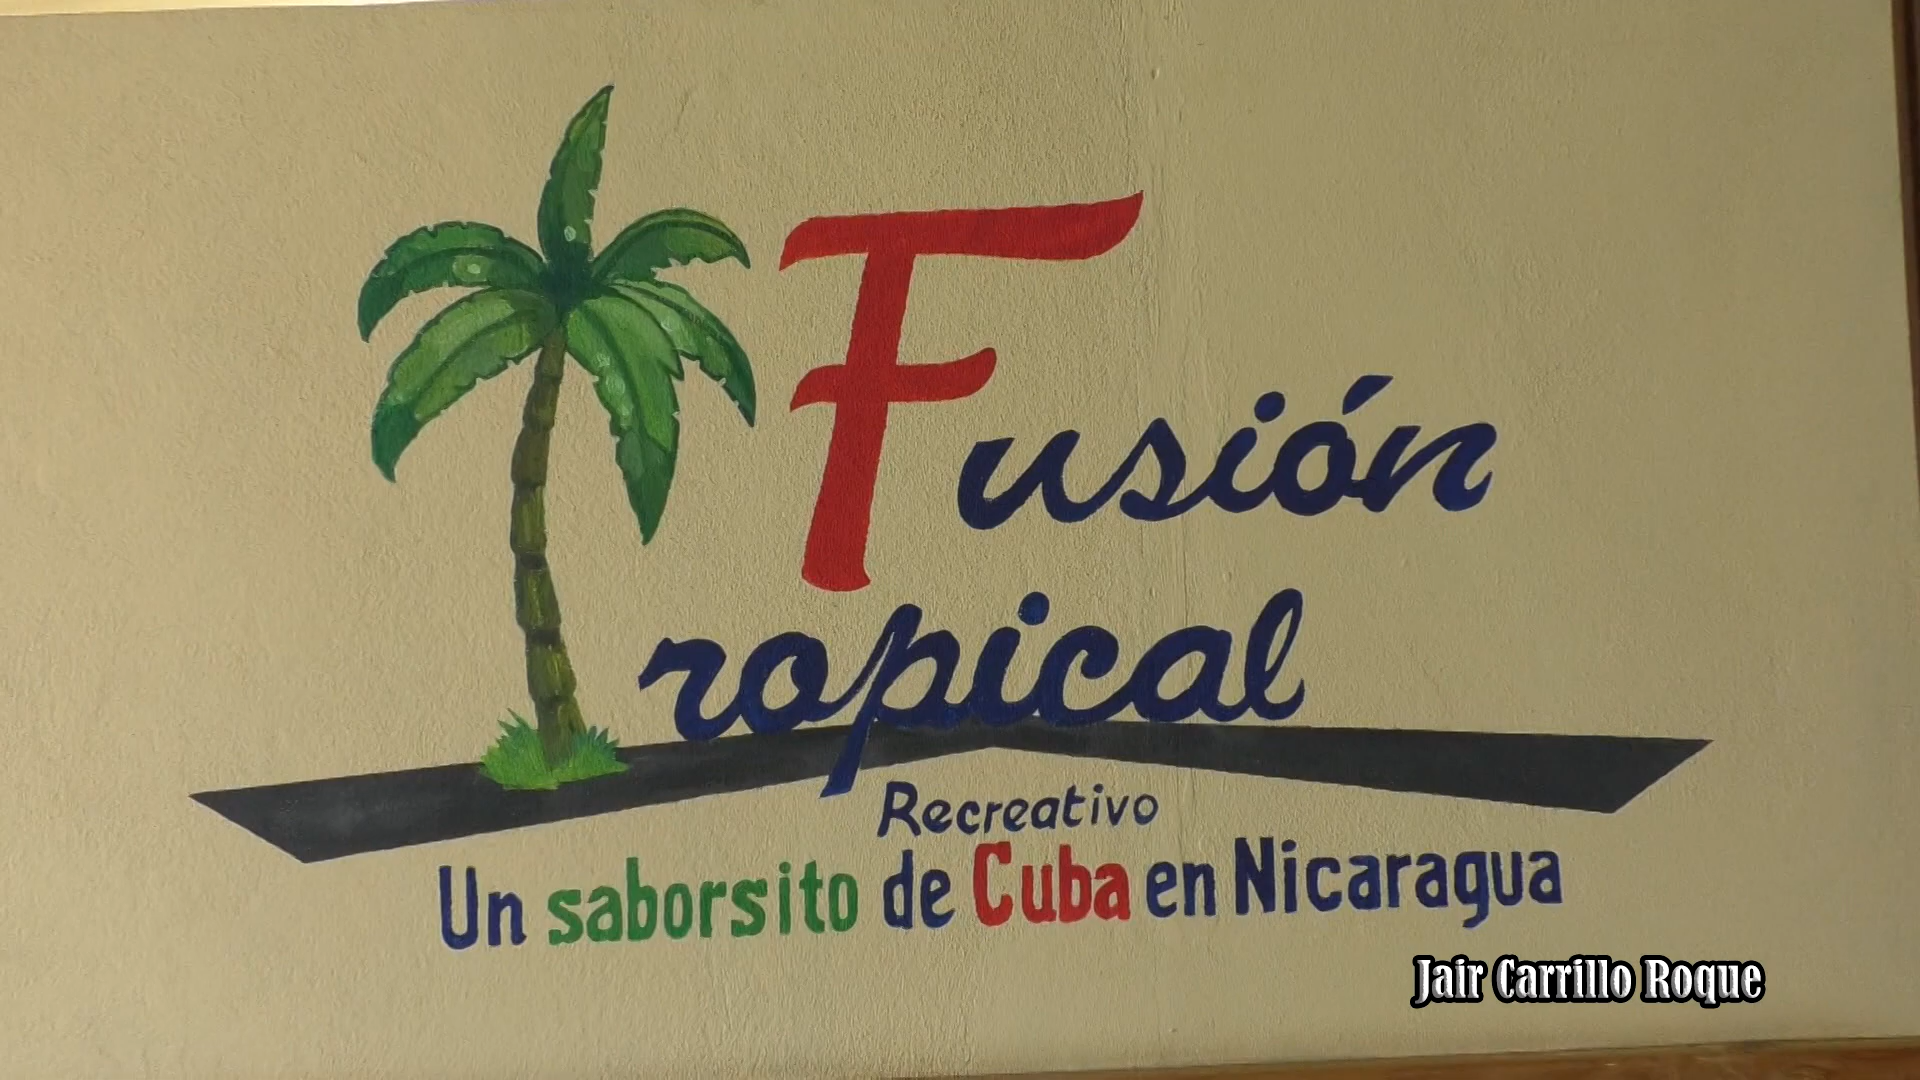 Fusión
Tropical
Recreativo
Un saborsito de Cuba en Nicaragua
Jair Carrillo Roque